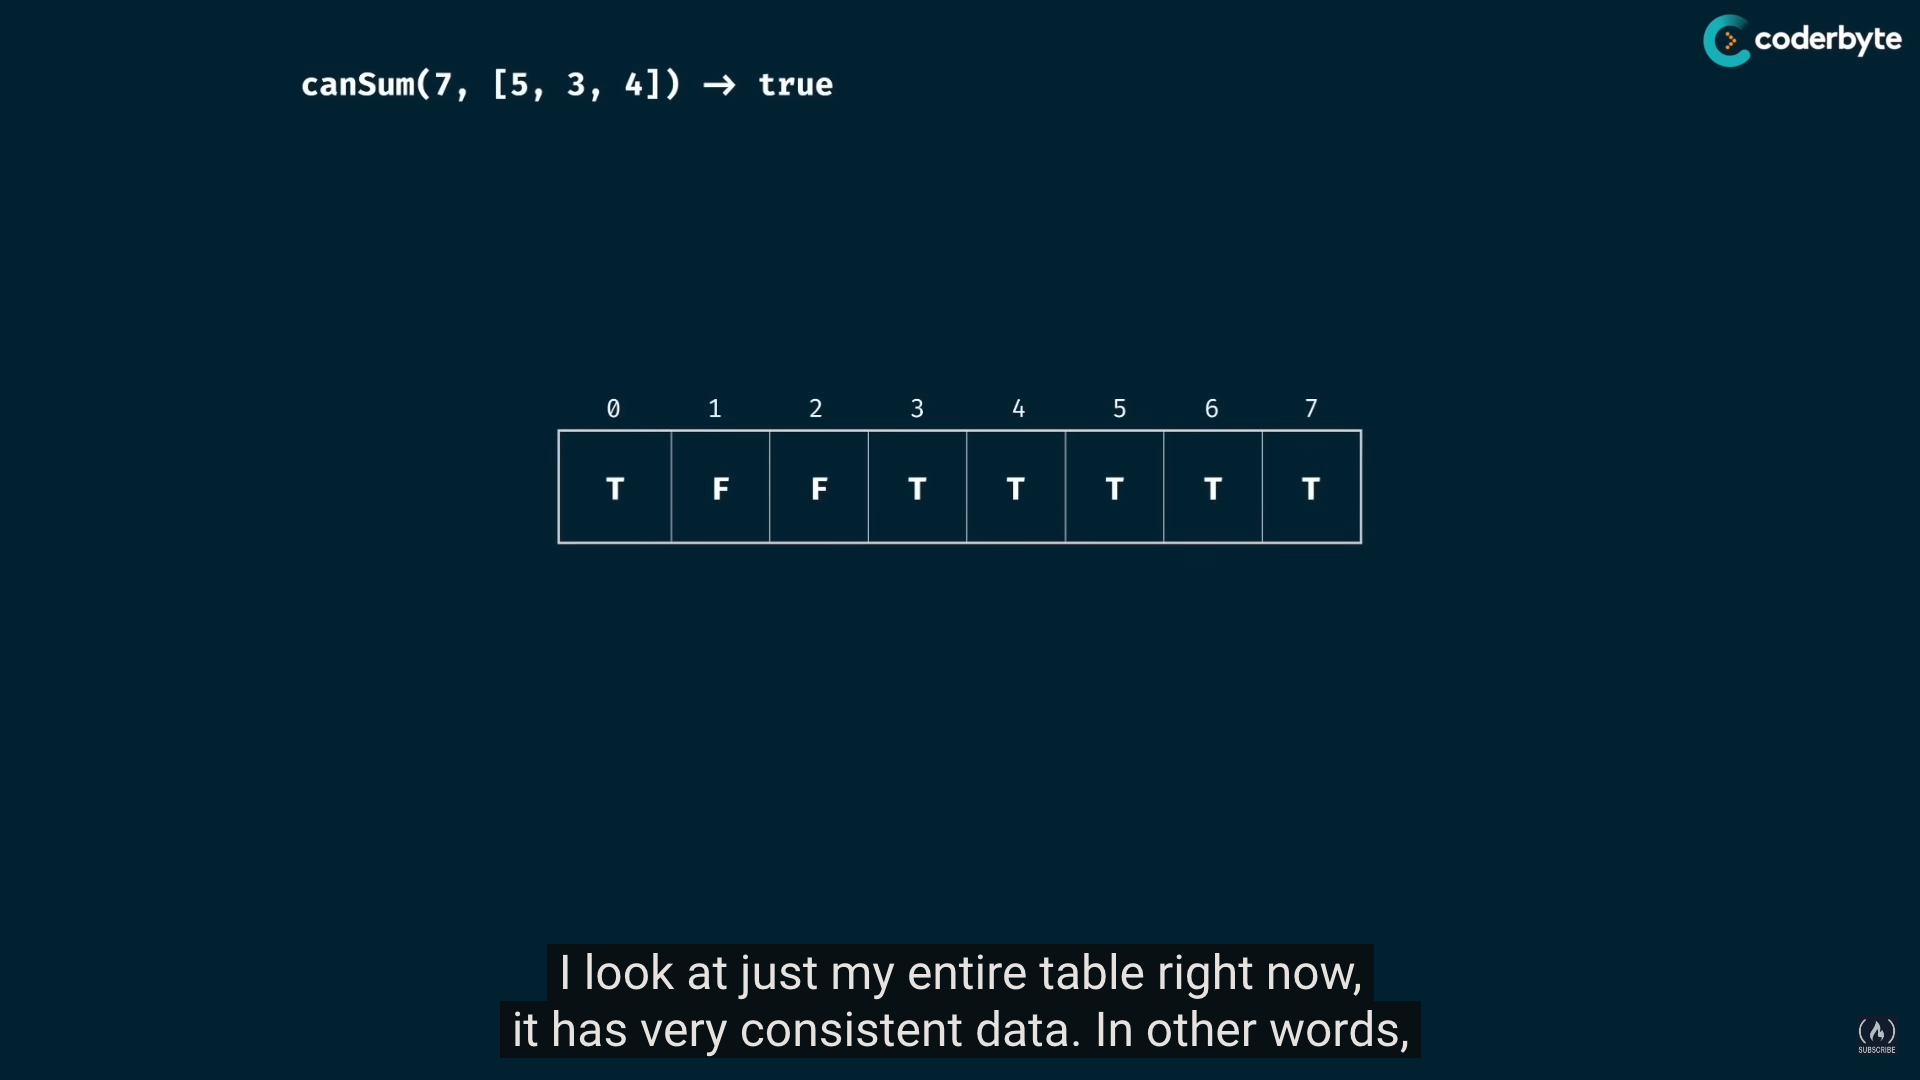 coderbyte
canSum(7, [5, 3, 4]) → true
0 1 2 3 4 5 6 7
T F F T T T T T
I look at just my entire table right now,
it has very consistent data. In other words,
SUBSCRIBE